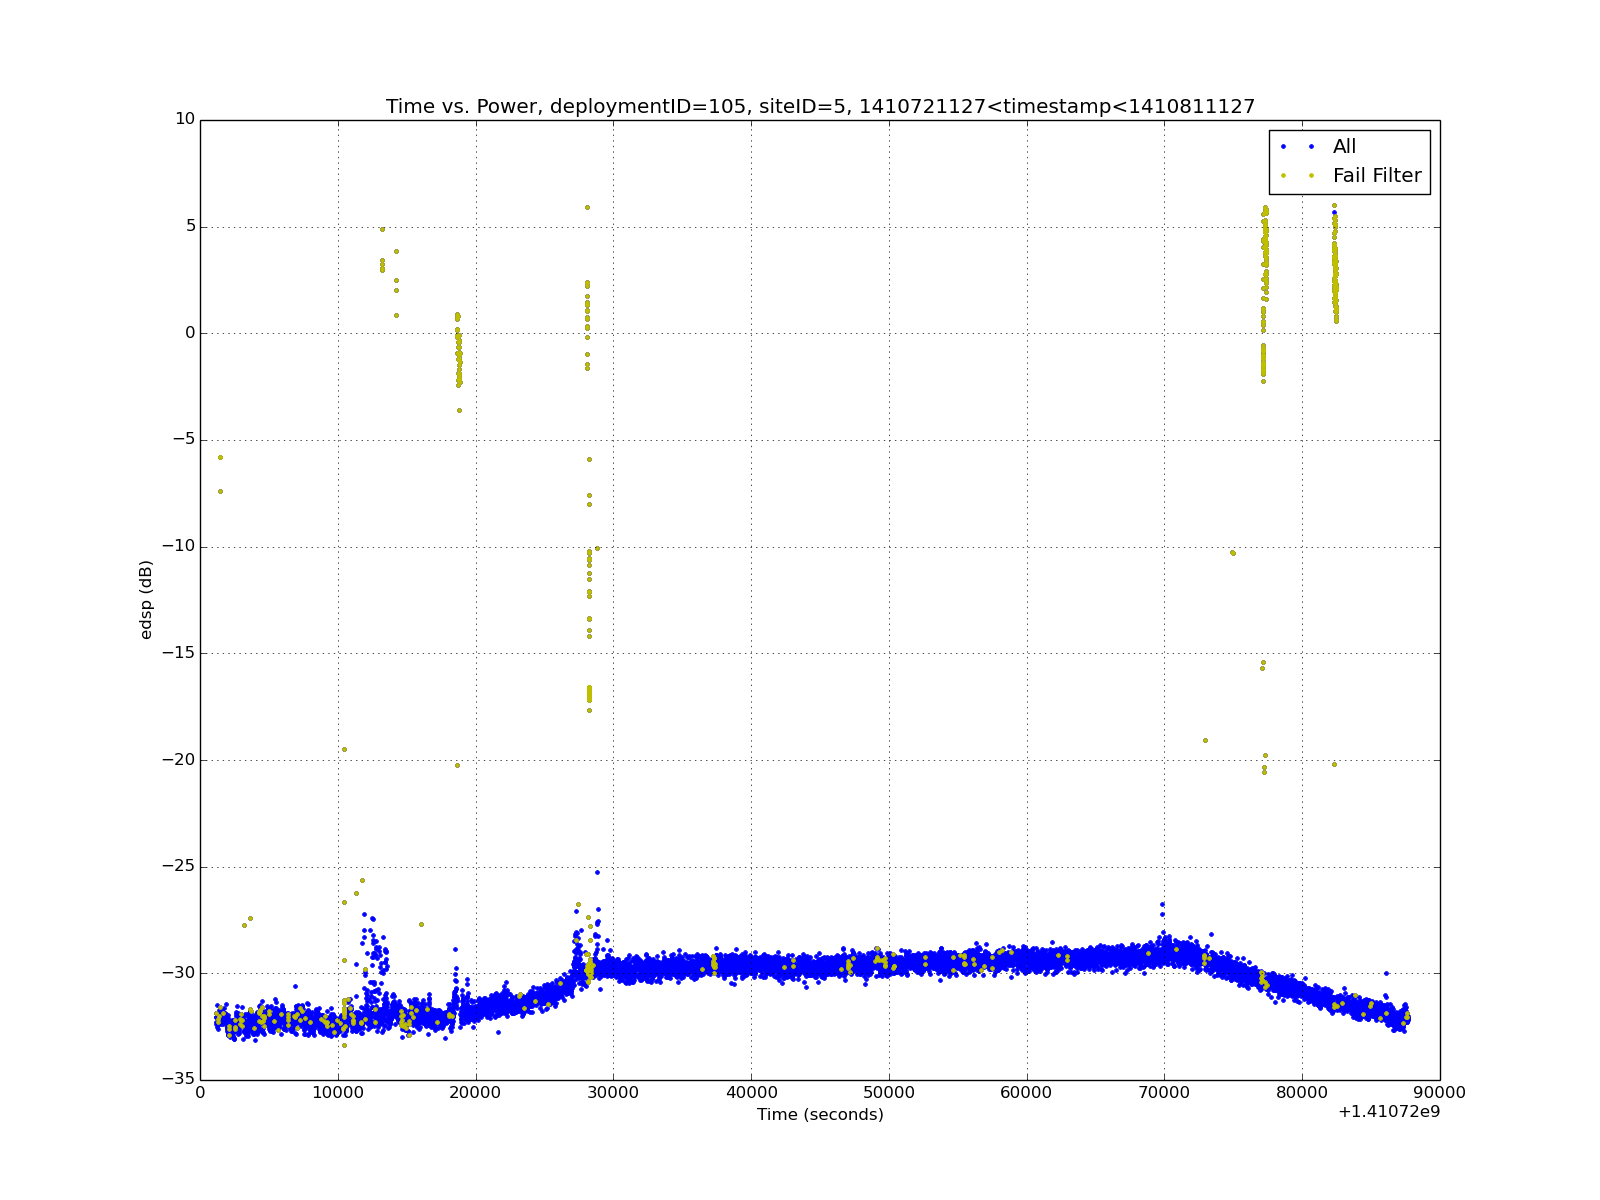 Time vs. Power, deploymentID=105, siteID=5, 1410721127<timestamp<1410811127
10
5
0
−5
−10
−15
−20
−25
−30
−35
edsp (dB)
All
Fail Filter
0 10000 20000 30000 40000 50000 60000 70000 80000 90000
Time (seconds)
+1.41072e9